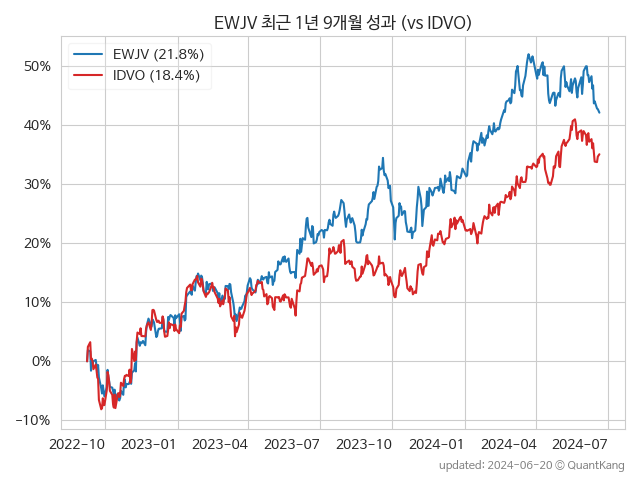 EWJV 최근 1년 9개월 성과 (vs IDVO)
EWJV (21.8%)
IDVO (18.4%)
50%
40%
30%
20%
10%
0%
−10%
2022-10 2023-01 2023-04 2023-07 2023-10 2024-01 2024-04 2024-07
updated: 2024-06-20 © QuantKang